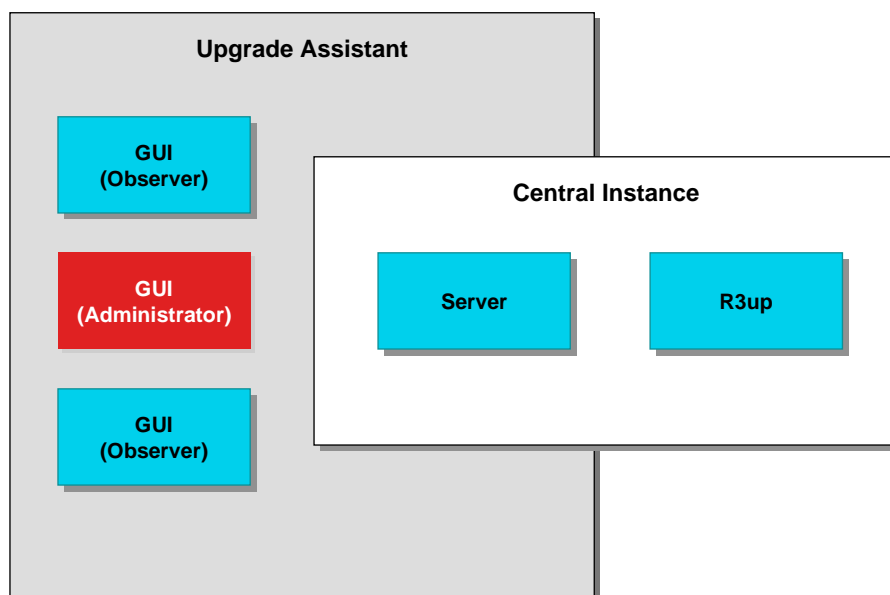 Upgrade Assistant
GUI
(Observer)
Central Instance
GUI
(Administrator)
Server
R3up
GUI
(Observer)